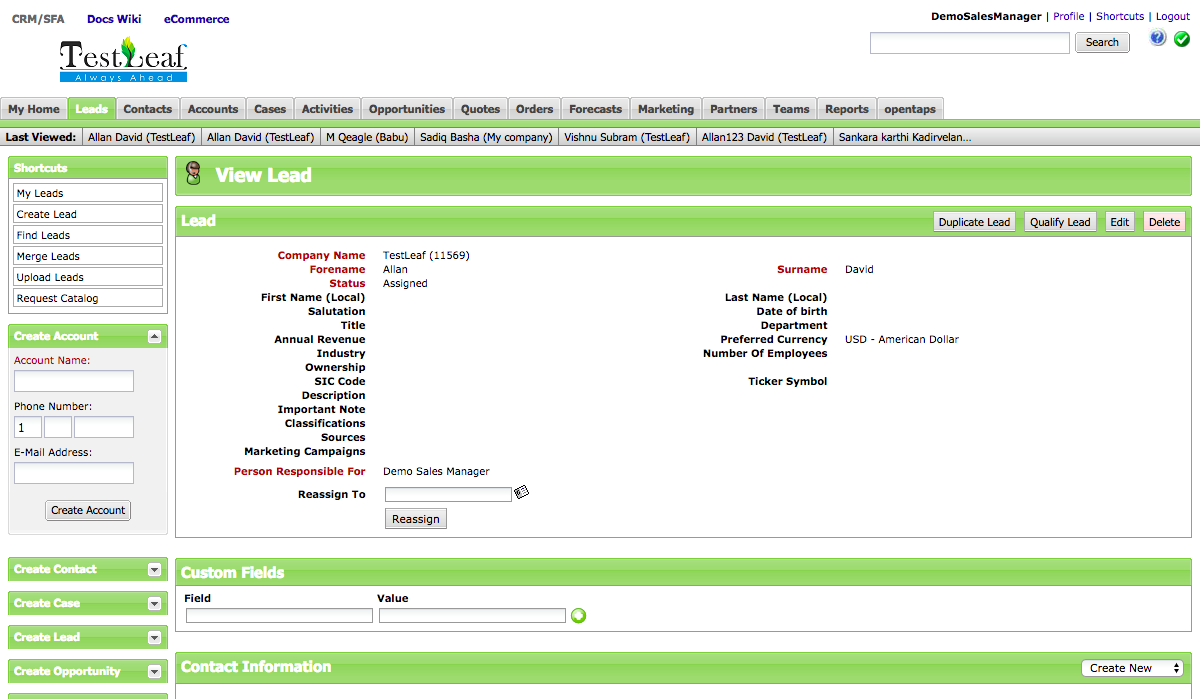 CRM/SFA Docs Wiki eCommerce
DemoSalesManager | Profile | Shortcuts | Logout
TestLeaf
Always Ahead
Search
?
My Home Leads Contacts Accounts Cases Activities Opportunities Quotes Orders Forecasts Marketing Partners Teams Reports opentaps
Last Viewed: Allan David (TestLeaf) Allan David (TestLeaf) M Qeagle (Babu) Sadiq Basha (My company) Vishnu Subram (TestLeaf) Allan123 David (TestLeaf) Sankara karthi Kadirvelan...
Shortcuts
My Leads
Create Lead
Find Leads
Merge Leads
Upload Leads
Request Catalog
Create Account
Account Name:
Phone Number:
1
E-Mail Address:
Create Account
Create Contact
Create Case
Create Lead
Create Opportunity
View Lead
Lead
Duplicate Lead Qualify Lead Edit Delete
Company Name TestLeaf (11569)
Forename Allan Surname David
Status Assigned
First Name (Local) Last Name (Local)
Salutation Date of birth
Title Department
Annual Revenue Preferred Currency USD - American Dollar
Industry Number Of Employees
Ownership
SIC Code Ticker Symbol
Description
Important Note
Classifications
Sources
Marketing Campaigns
Person Responsible For Demo Sales Manager
Reassign To
Reassign
Custom Fields
Field Value
Contact Information
Create New